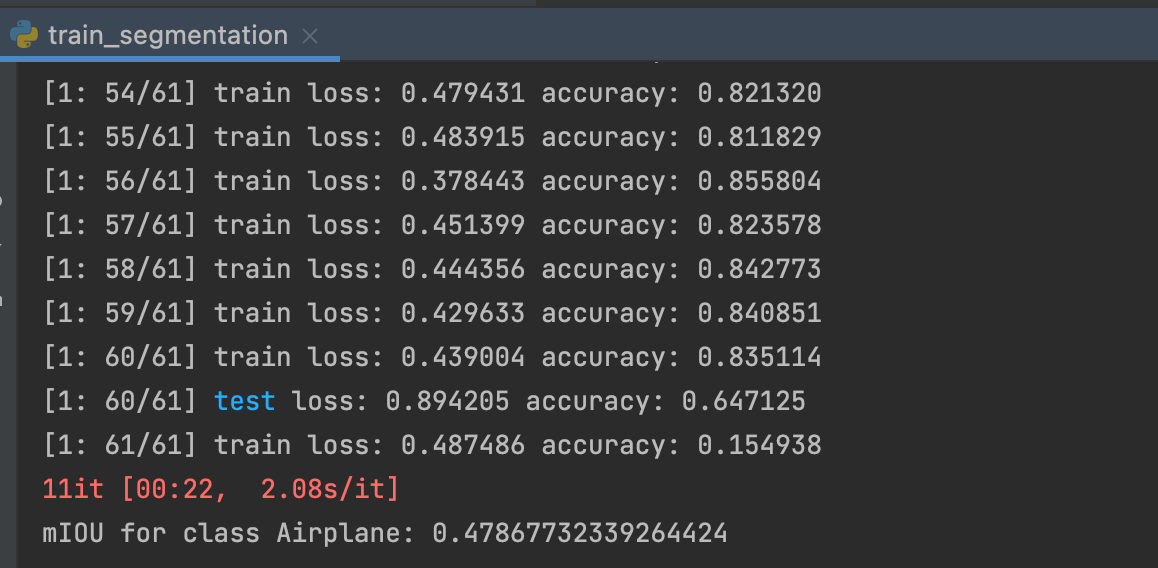 train_segmentation ×
[1: 54/61] train loss: 0.479431 accuracy: 0.821320
[1: 55/61] train loss: 0.483915 accuracy: 0.811829
[1: 56/61] train loss: 0.378443 accuracy: 0.855804
[1: 57/61] train loss: 0.451399 accuracy: 0.823578
[1: 58/61] train loss: 0.444356 accuracy: 0.842773
[1: 59/61] train loss: 0.429633 accuracy: 0.840851
[1: 60/61] train loss: 0.439004 accuracy: 0.835114
[1: 60/61] test loss: 0.894205 accuracy: 0.647125
[1: 61/61] train loss: 0.487486 accuracy: 0.154938
11it [00:22,  2.08s/it]
mIOU for class Airplane: 0.47867732339264424